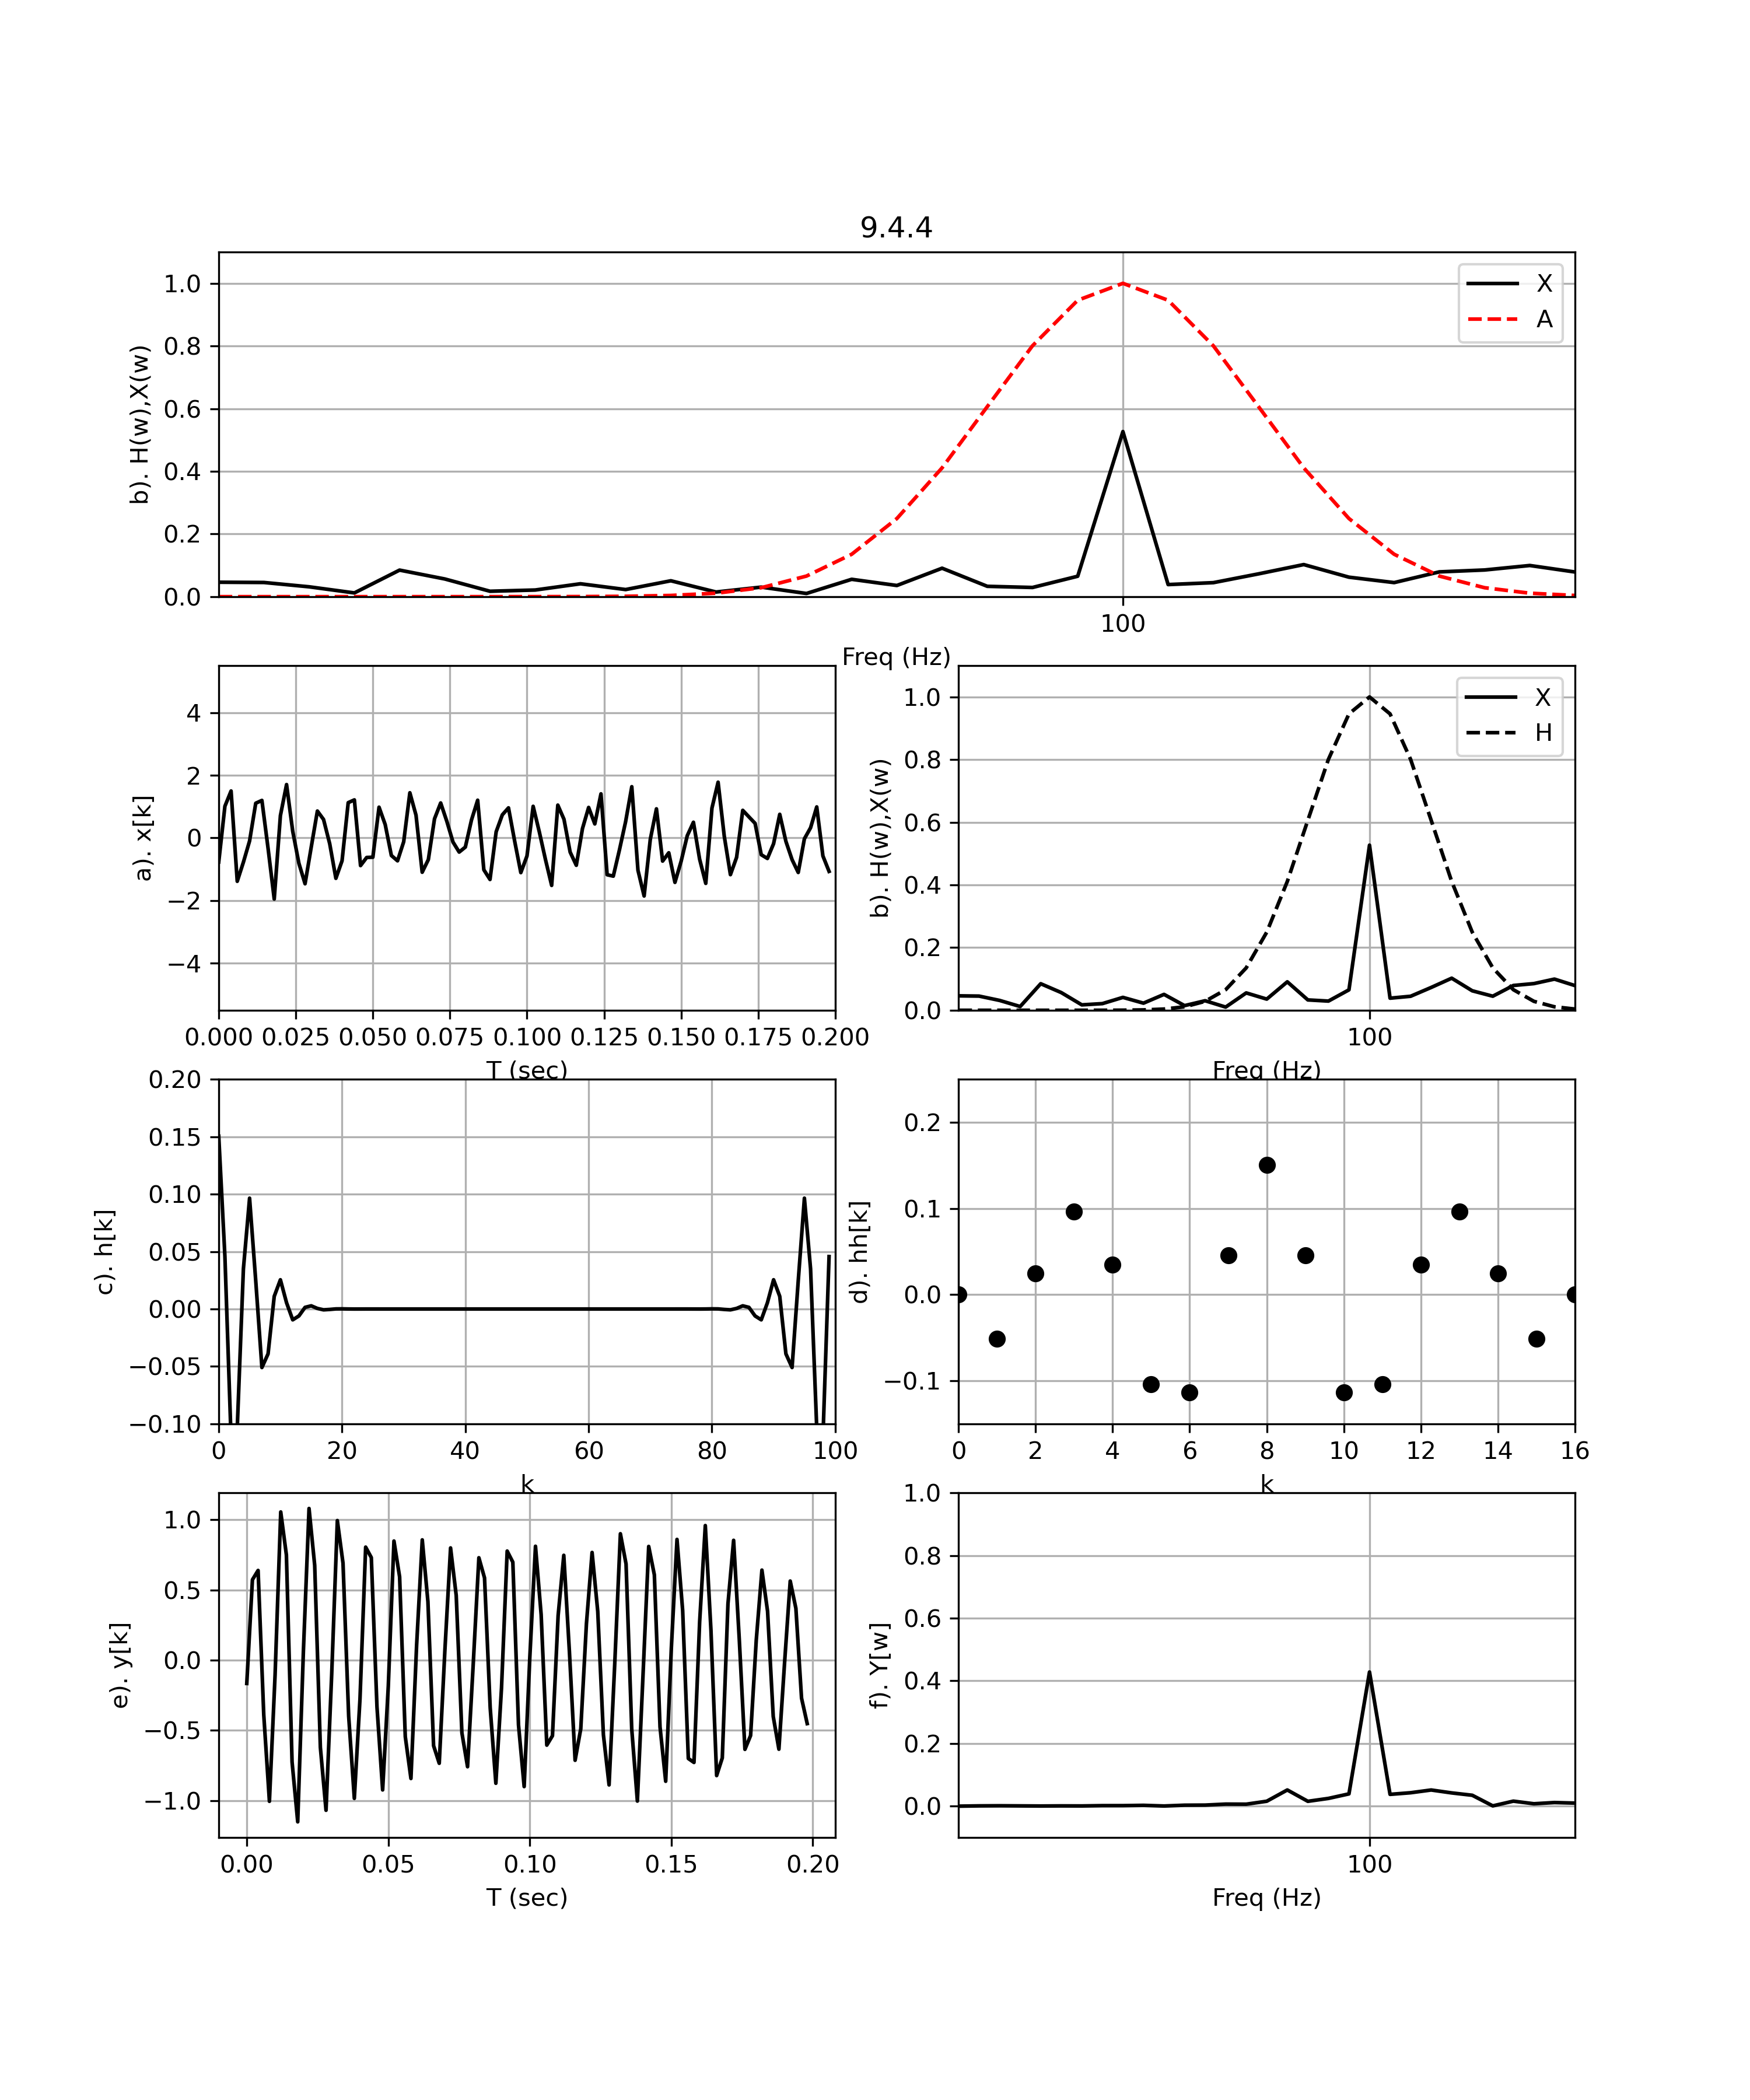 9.4.4
b). H(w),X(w)
1.0
0.8
0.6
0.4
0.2
0.0
X
A
100
Freq (Hz)
a). x[k]
4
2
0
−2
−4
0.000 0.025 0.050 0.075 0.100 0.125 0.150 0.175 0.200
T (sec)
b). H(w),X(w)
1.0
0.8
0.6
0.4
0.2
0.0
X
H
100
Freq (Hz)
c). h[k]
0.20
0.15
0.10
0.05
0.00
−0.05
−0.10
0 20 40 60 80 100
k
d). hh[k]
0.2
0.1
0.0
−0.1
0 2 4 6 8 10 12 14 16
k
e). y[k]
1.0
0.5
0.0
−0.5
−1.0
0.00 0.05 0.10 0.15 0.20
T (sec)
f). Y[w]
1.0
0.8
0.6
0.4
0.2
0.0
100
Freq (Hz)